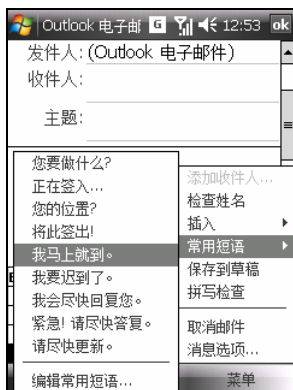 Outlook 电子邮 G 12:53 ok
发件人: (Outlook 电子邮件)
收件人:
主题:
您要做什么?
正在签入...
您的位置?
将此签出!
我马上就到。
我要迟到了。
我会尽快回复您。
紧急! 请尽快答复。
请尽快更新。
编辑常用短语...
添加收件人...
检查姓名
插入
常用短语
保存到草稿
拼写检查
取消邮件
消息选项...
菜单